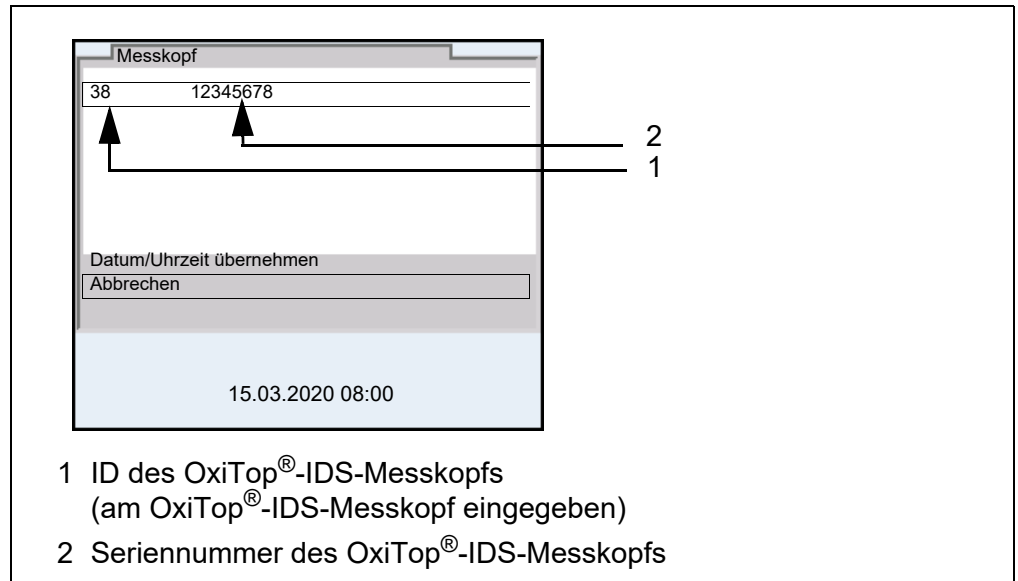 Messkopf
38 12345678
2
1
Datum/Uhrzeit übernehmen
Abbrechen
15.03.2020 08:00
1 ID des OxiTop®-IDS-Messkopfs
(am OxiTop®-IDS-Messkopf eingegeben)
2 Seriennummer des OxiTop®-IDS-Messkopfs